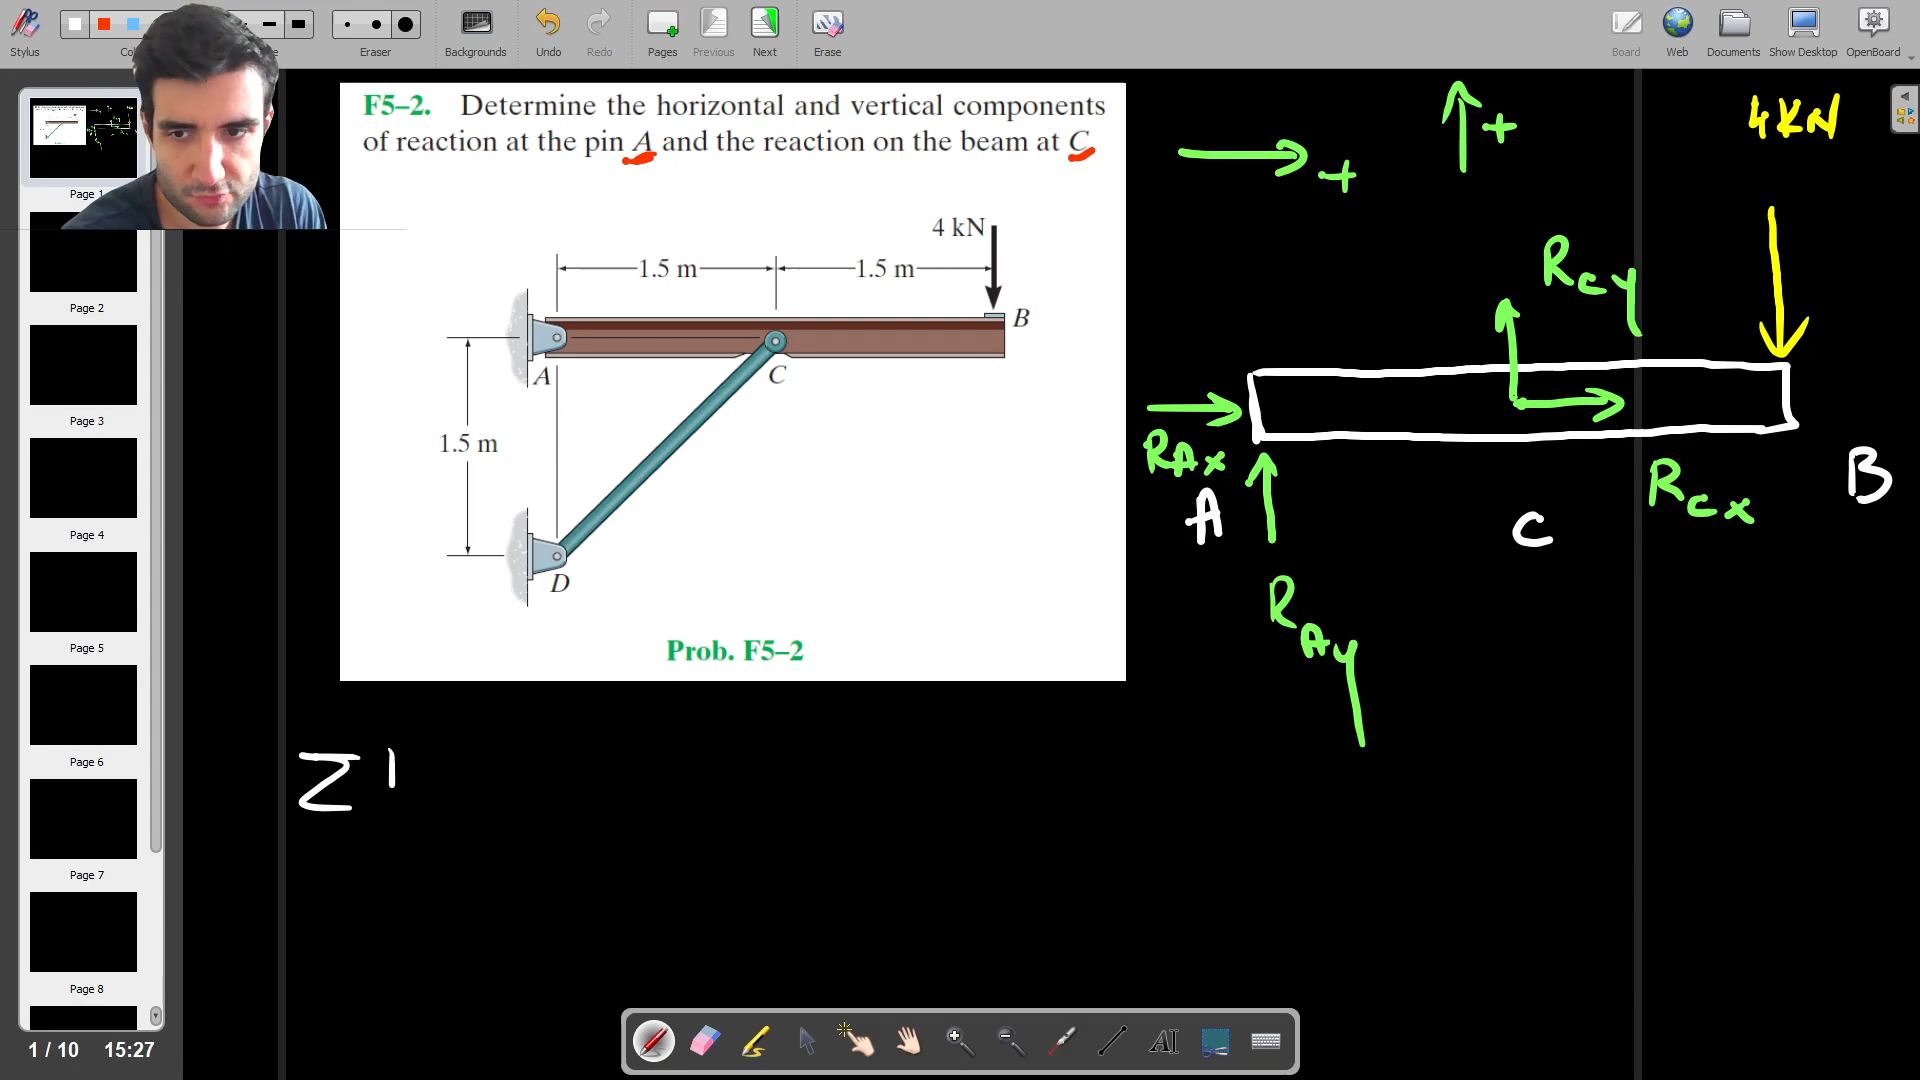 Stylus
Eraser
Backgrounds
Undo
Redo
Pages
Previous
Next
Erase
Board
Web
Documents
Show Desktop
OpenBoard
F5–2. Determine the horizontal and vertical components
of reaction at the pin A and the reaction on the beam at C.
4 kN
1.5 m
1.5 m
B
A
C
1.5 m
D
Prob. F5–2
+
+
4KN
RCy
RAx
RCx
A
C
B
RAy
Σ
Page 1
Page 2
Page 3
Page 4
Page 5
Page 6
Page 7
Page 8
1 / 10
15:27
AI